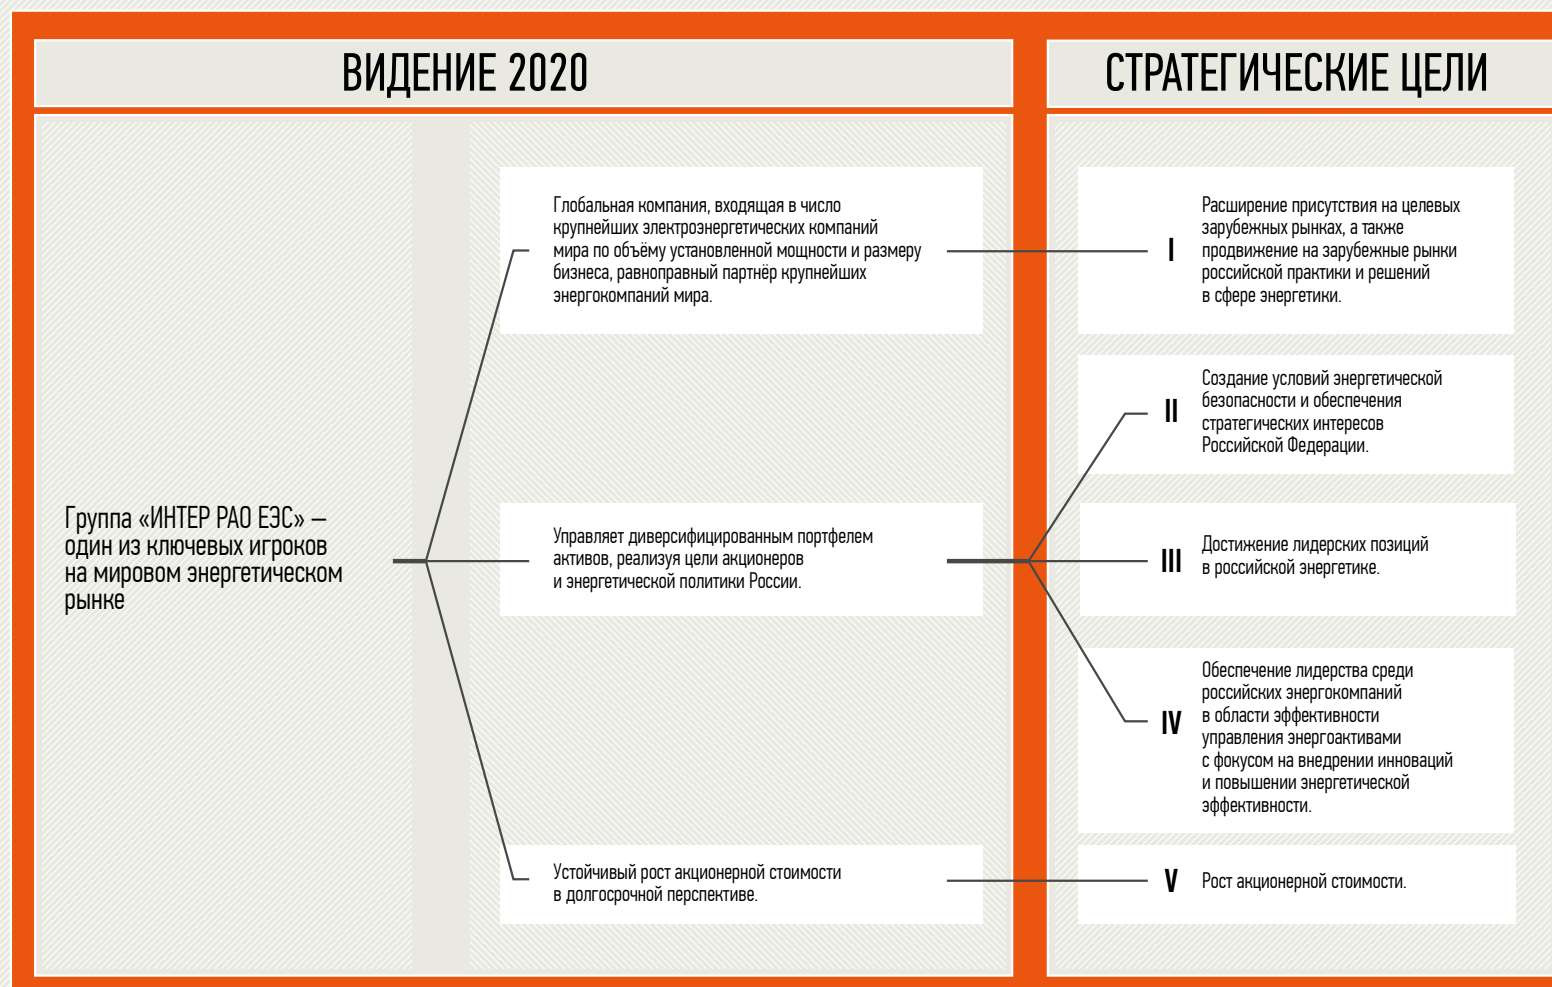 ВИДЕНИЕ 2020
СТРАТЕГИЧЕСКИЕ ЦЕЛИ
Группа «ИНТЕР РАО ЕЭС» –
один из ключевых игроков
на мировом энергетическом
рынке
Глобальная компания, входящая в число
крупнейших электроэнергетических компаний
мира по объёму установленной мощности и размеру
бизнеса, равноправный партнёр крупнейших
энергокомпаний мира.
Управляет диверсифицированным портфелем
активов, реализуя цели акционеров
и энергетической политики России.
Устойчивый рост акционерной стоимости
в долгосрочной перспективе.
I
Расширение присутствия на целевых
зарубежных рынках, а также
продвижение на зарубежные рынки
российской практики и решений
в сфере энергетики.
II
Создание условий энергетической
безопасности и обеспечения
стратегических интересов
Российской Федерации.
III
Достижение лидерских позиций
в российской энергетике.
IV
Обеспечение лидерства среди
российских энергокомпаний
в области эффективности
управления энергоактивами
с фокусом на внедрении инноваций
и повышении энергетической
эффективности.
V
Рост акционерной стоимости.